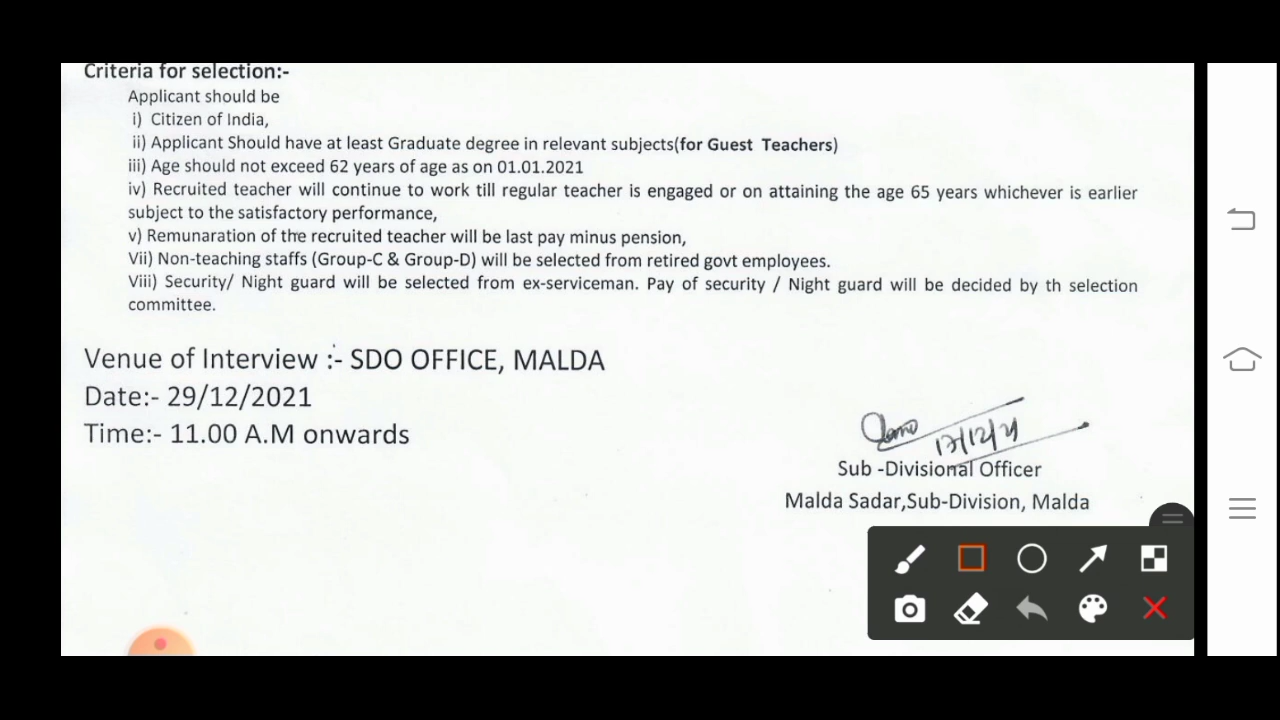 Criteria for selection:-
Applicant should be
i) Citizen of India,
ii) Applicant Should have at least Graduate degree in relevant subjects(for Guest Teachers)
iii) Age should not exceed 62 years of age as on 01.01.2021
iv) Recruited teacher will continue to work till regular teacher is engaged or on attaining the age 65 years whichever is earlier
subject to the satisfactory performance,
v) Remunaration of the recruited teacher will be last pay minus pension,
Vii) Non-teaching staffs (Group-C & Group-D) will be selected from retired govt employees.
Viii) Security/ Night guard will be selected from ex-serviceman. Pay of security / Night guard will be decided by th selection
committee.
Venue of Interview :- SDO OFFICE, MALDA
Date:- 29/12/2021
Time:- 11.00 A.M onwards
17/12/21
Sub -Divisional Officer
Malda Sadar,Sub-Division, Malda